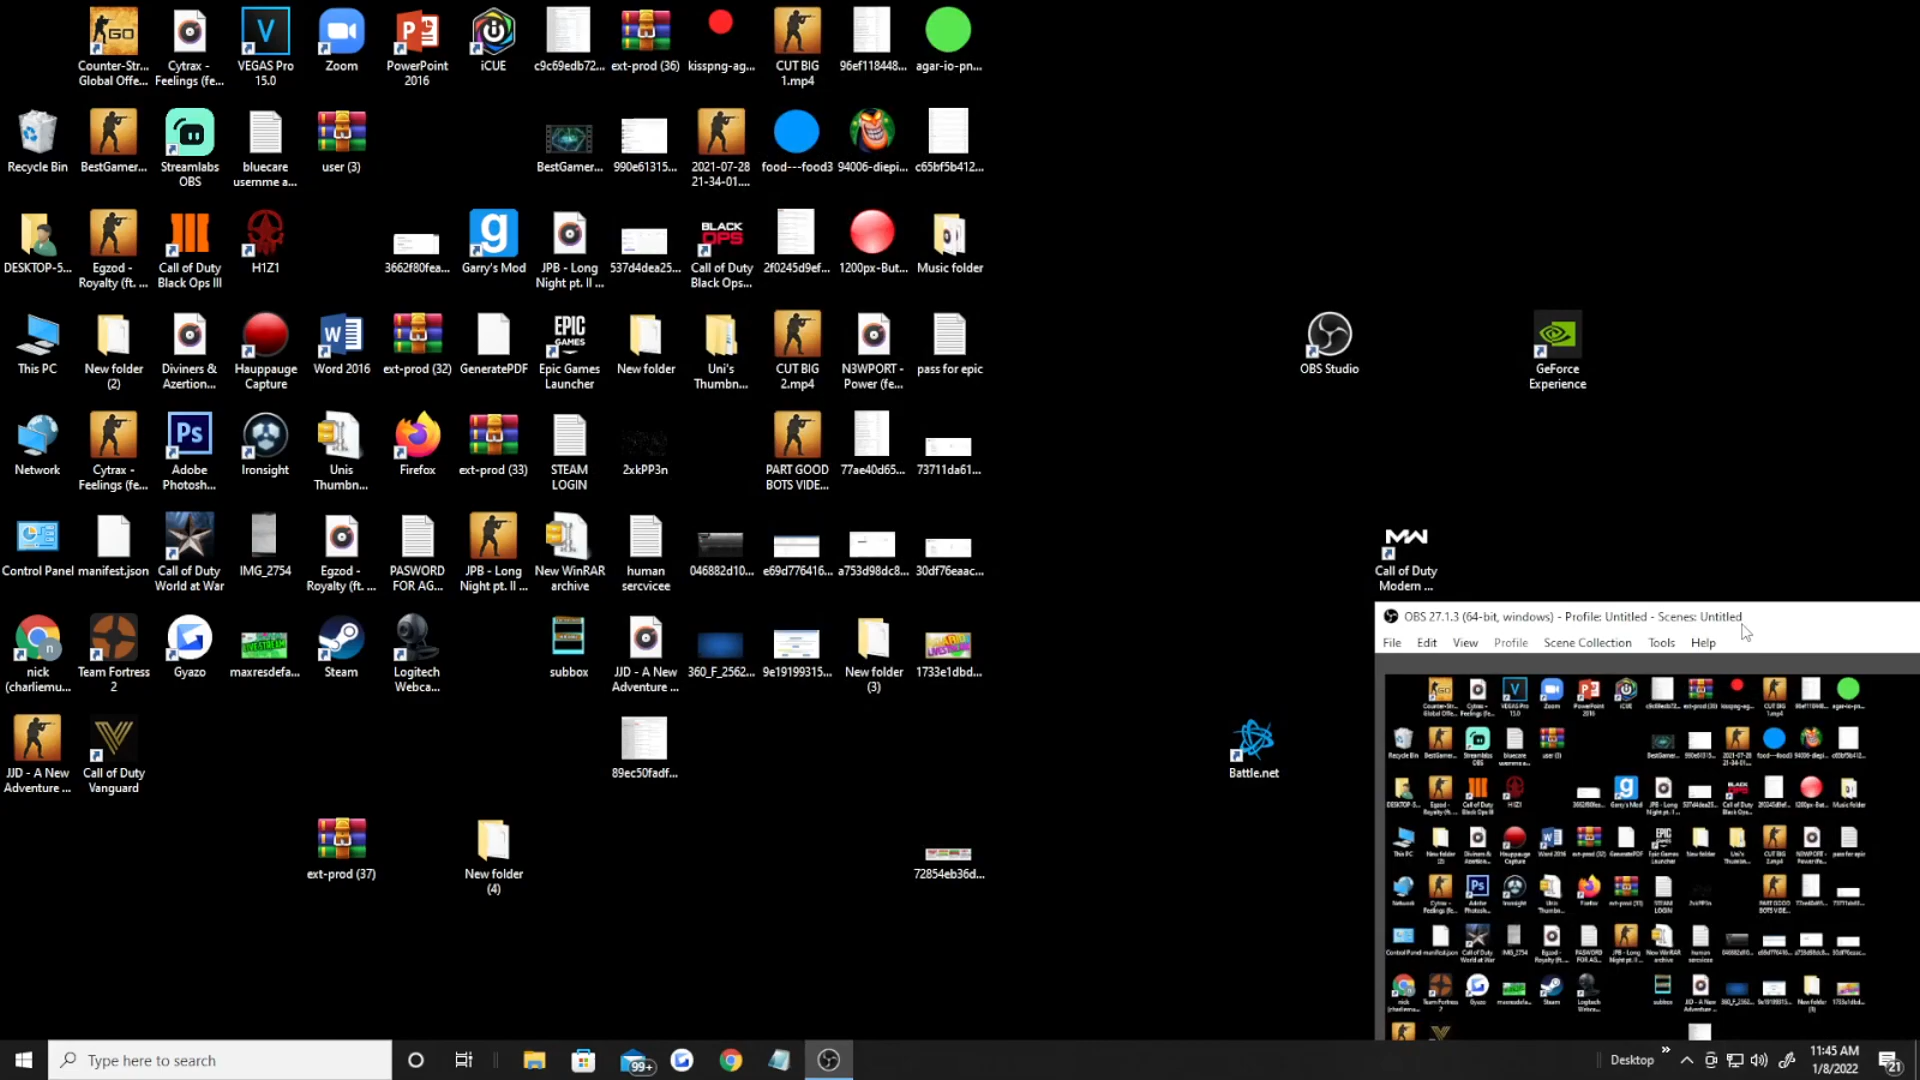 Counter-Str...
Global Offe...
Cytrax -
Feelings (fe...
VEGAS Pro
15.0
Zoom
PowerPoint
2016
iCUE
c9c69edb72...
ext-prod (36)
kisspng-ag...
CUT BIG
1.mp4
96ef118448...
agar-io-pn...
Recycle Bin
BestGamer...
Streamlabs
OBS
bluecare
usernme a...
user (3)
BestGamer...
990e61315...
2021-07-28
21-34-01....
food---food3
94006-diepi...
c65bf5b412...
DESKTOP-5...
Egzod -
Royalty (ft. ...
Call of Duty
Black Ops III
H1Z1
3662f80fea...
Garry's Mod
JPB - Long
Night pt. II ...
537d4dea25...
BLACK
OPS
Call of Duty
Black Ops...
2f0245d9ef...
1200px-But...
Music folder
This PC
New folder
(2)
Diviners &
Azertion...
Hauppauge
Capture
Word 2016
ext-prod (32)
GeneratePDF
EPIC
GAMES
Epic Games
Launcher
New folder
Uni's
Thumbn...
CUT BIG
2.mp4
N3WPORT -
Power (fe...
pass for epic
OBS Studio
GeForce
Experience
Network
Cytrax -
Feelings (fe...
Adobe
Photosh...
Ironsight
Unis
Thumbn...
Firefox
ext-prod (33)
STEAM
LOGIN
2xkPP3n
PART GOOD
BOTS VIDE...
77ae40d65...
73711da61...
Control Panel
manifest.json
Call of Duty
World at War
IMG_2754
Egzod -
Royalty (ft. ...
PASWORD
FOR AG...
JPB - Long
Night pt. II ...
New WinRAR
archive
human
sercvicee
046882d10...
e69d776416...
a753d98dc8...
30df76eaac...
Call of Duty
Modern ...
nick
(charliemu...
Team Fortress
2
Gyazo
maxresdefa...
Steam
Logitech
Webca...
subbox
JJD - A New
Adventure ...
360_F_2562...
9e19199315...
New folder
(3)
1733e1dbd...
OBS 27.1.3 (64-bit, windows) - Profile: Untitled - Scenes: Untitled
File Edit View Profile Scene Collection Tools Help
JJD - A New
Adventure ...
Call of Duty
Vanguard
89ec50fadf...
Battle.net
ext-prod (37)
New folder
(4)
72854eb36d...
Type here to search
99+
Desktop
11:45 AM
1/8/2022
21